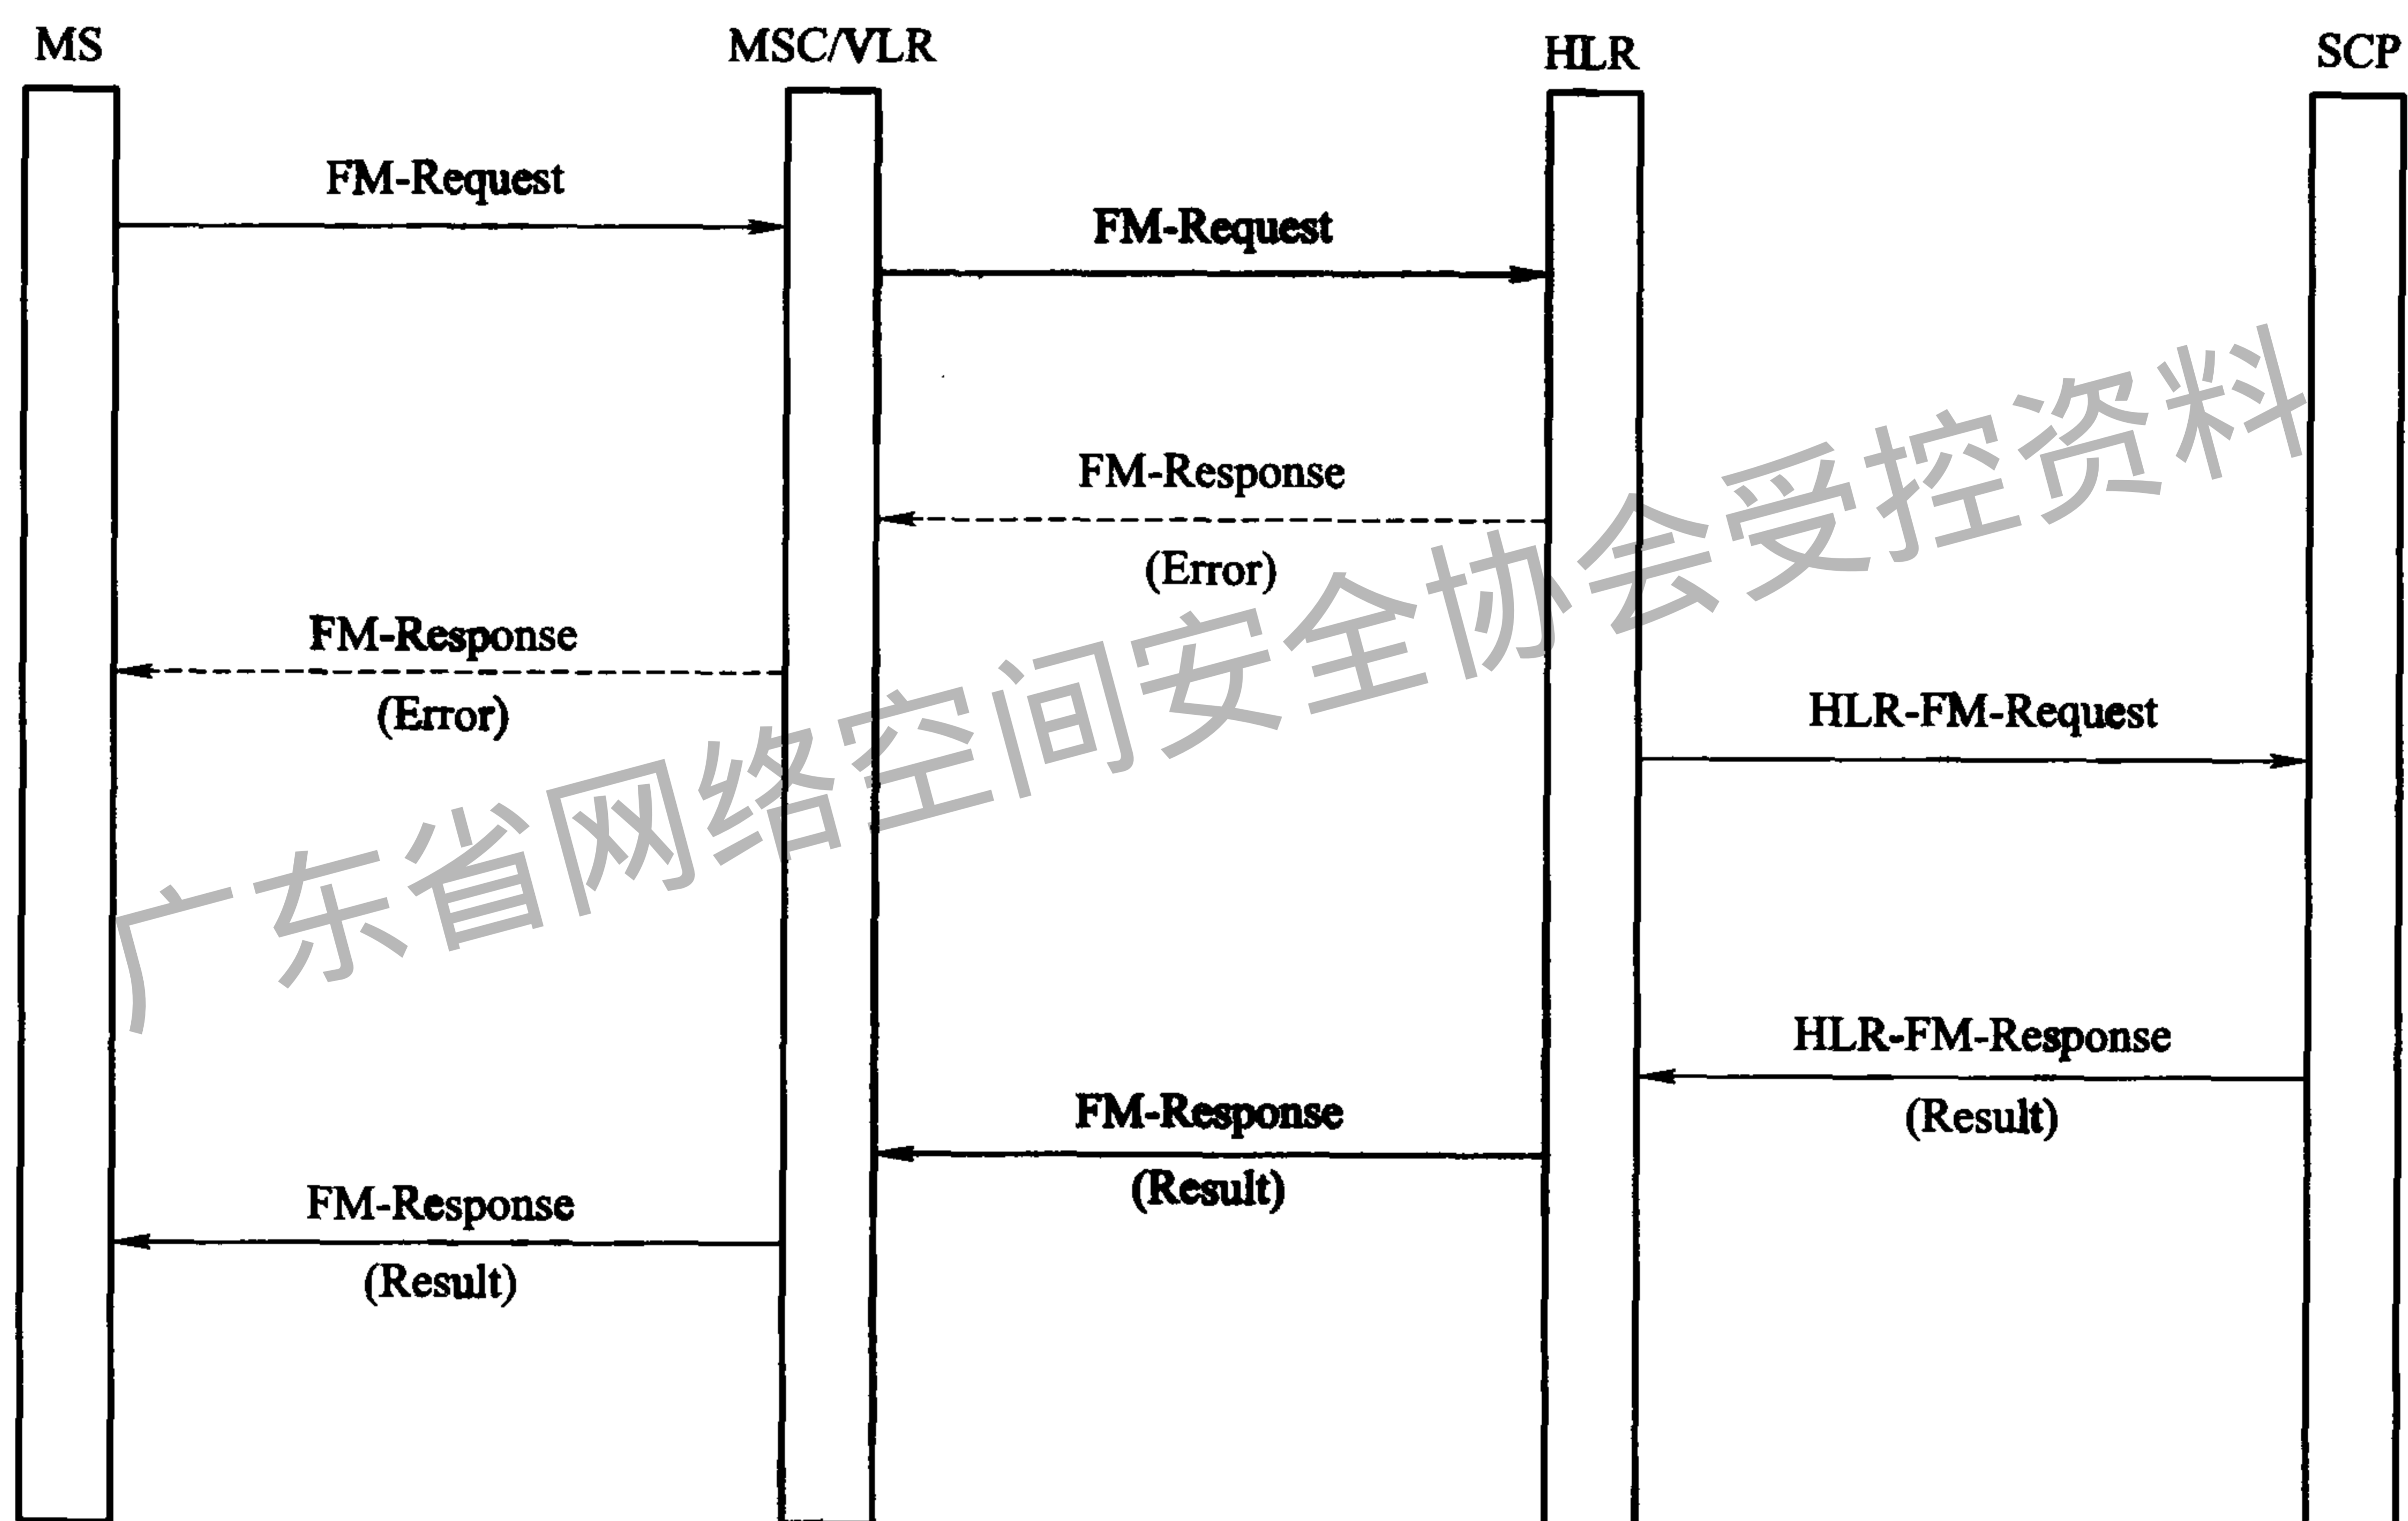 MS MSC/VLR HLR SCP
FM-Request
FM-Request
FM-Response
(Error)
FM-Response
(Error)
HLR-FM-Request
HLR-FM-Response
(Result)
FM-Response
(Result)
FM-Response
(Result)
广东省网络空间安全协会受控资料